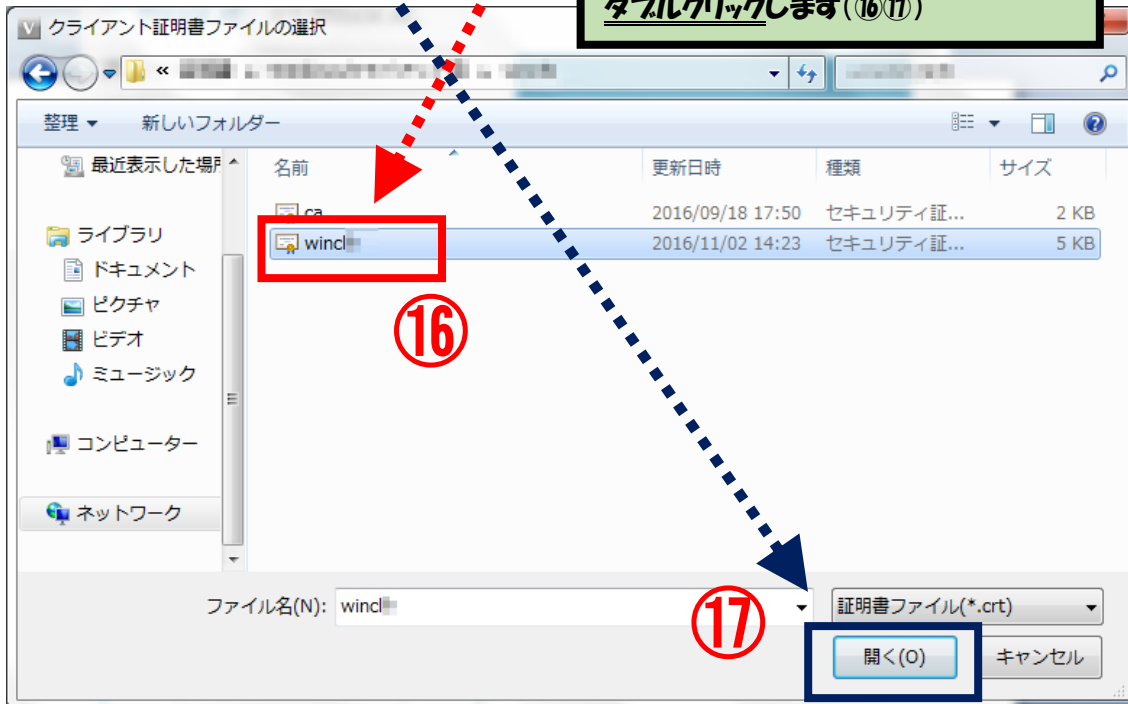 ダブルクリックします(⑯⑰)
クライアント証明書ファイルの選択
«
整理 新しいフォルダー
最近表示した場所
ライブラリ
ドキュメント
ピクチャ
ビデオ
ミュージック
コンピューター
ネットワーク
名前 更新日時 種類 サイズ
ca 2016/09/18 17:50 セキュリティ証... 2 KB
wincl 2016/11/02 14:23 セキュリティ証... 5 KB
⑯
ファイル名(N): wincl
⑰
証明書ファイル(*.crt)
開く(O) キャンセル